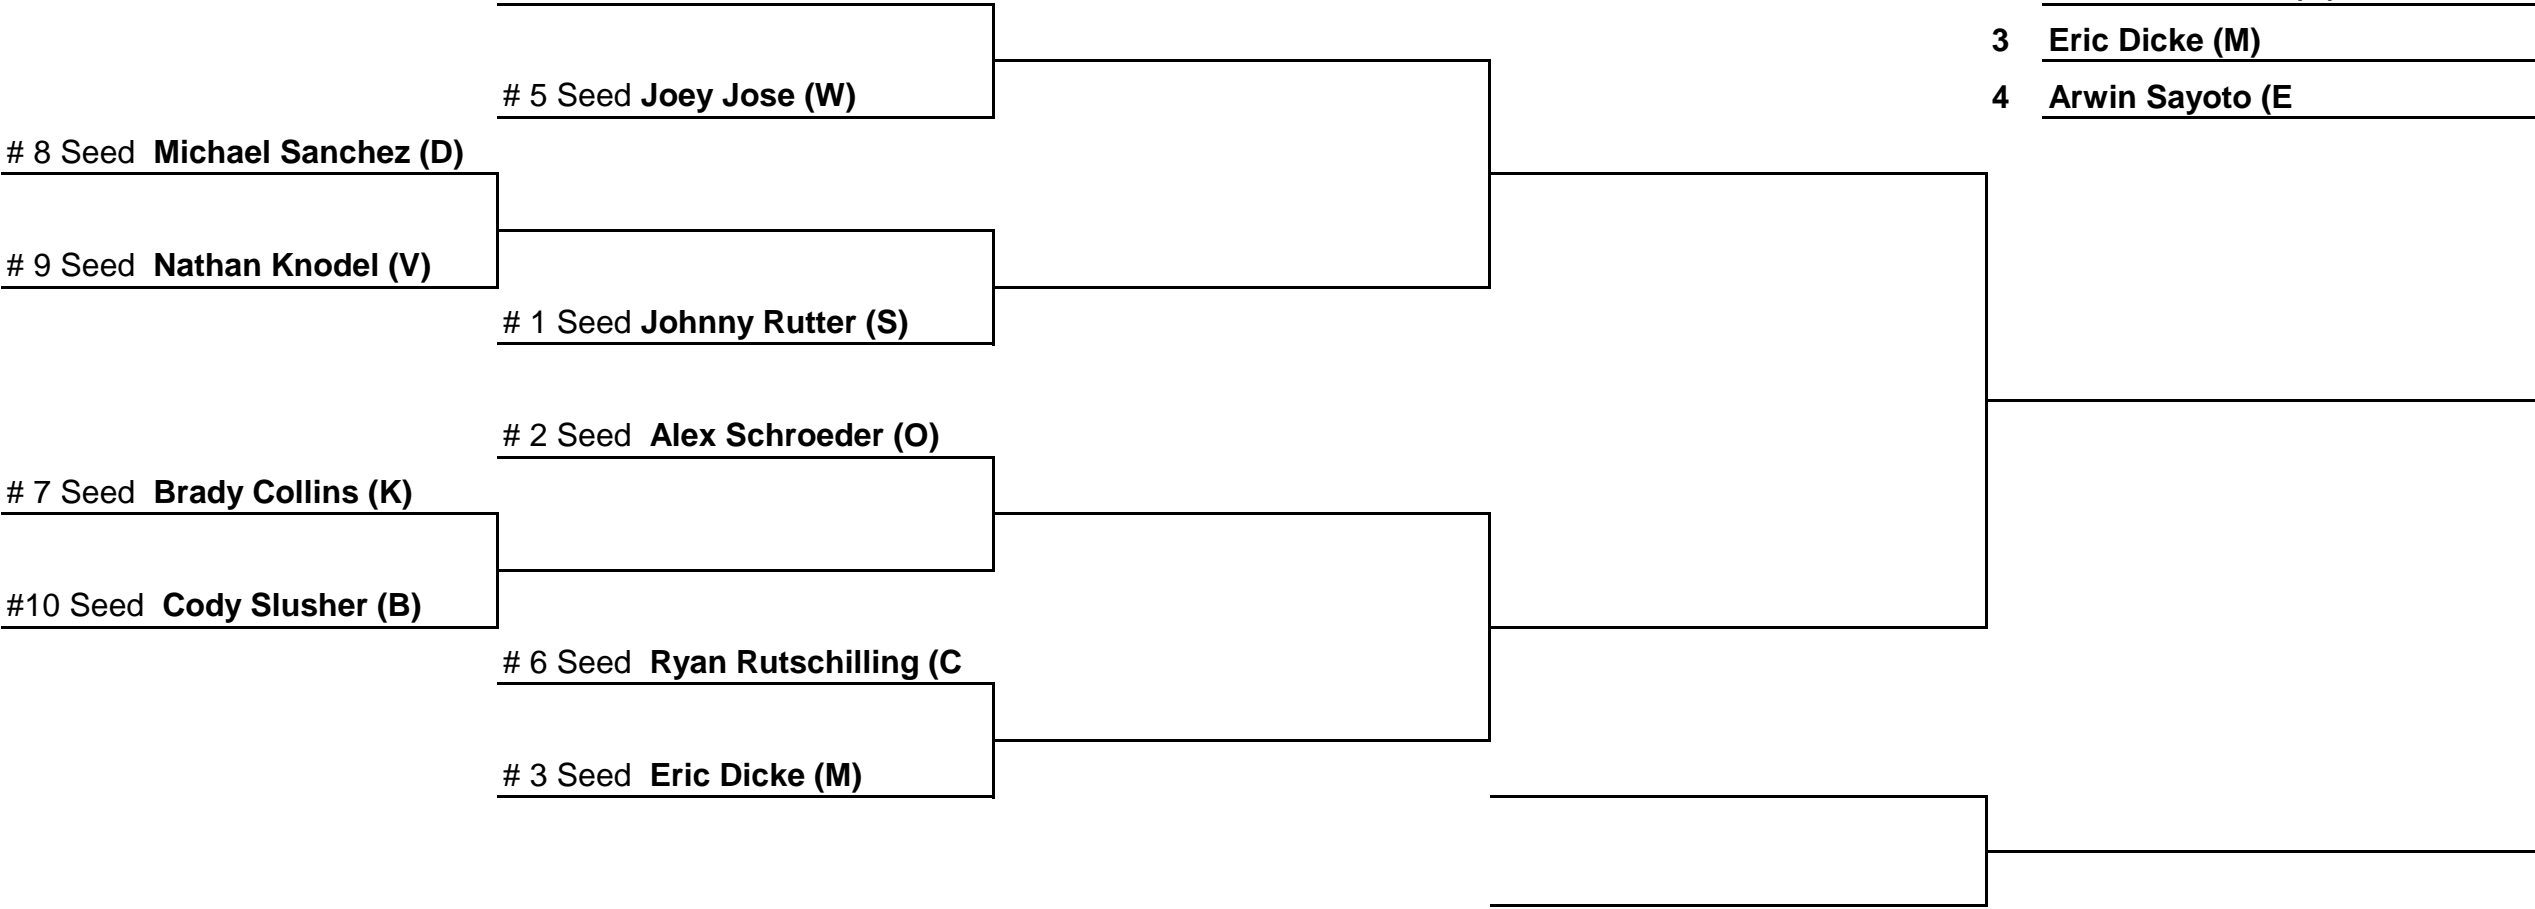 3 Eric Dicke (M)
# 5 Seed Joey Jose (W)
4 Arwin Sayoto (E
# 8 Seed Michael Sanchez (D)
# 9 Seed Nathan Knodel (V)
# 1 Seed Johnny Rutter (S)
# 2 Seed Alex Schroeder (O)
# 7 Seed Brady Collins (K)
#10 Seed Cody Slusher (B)
# 6 Seed Ryan Rutschilling (C
# 3 Seed Eric Dicke (M)